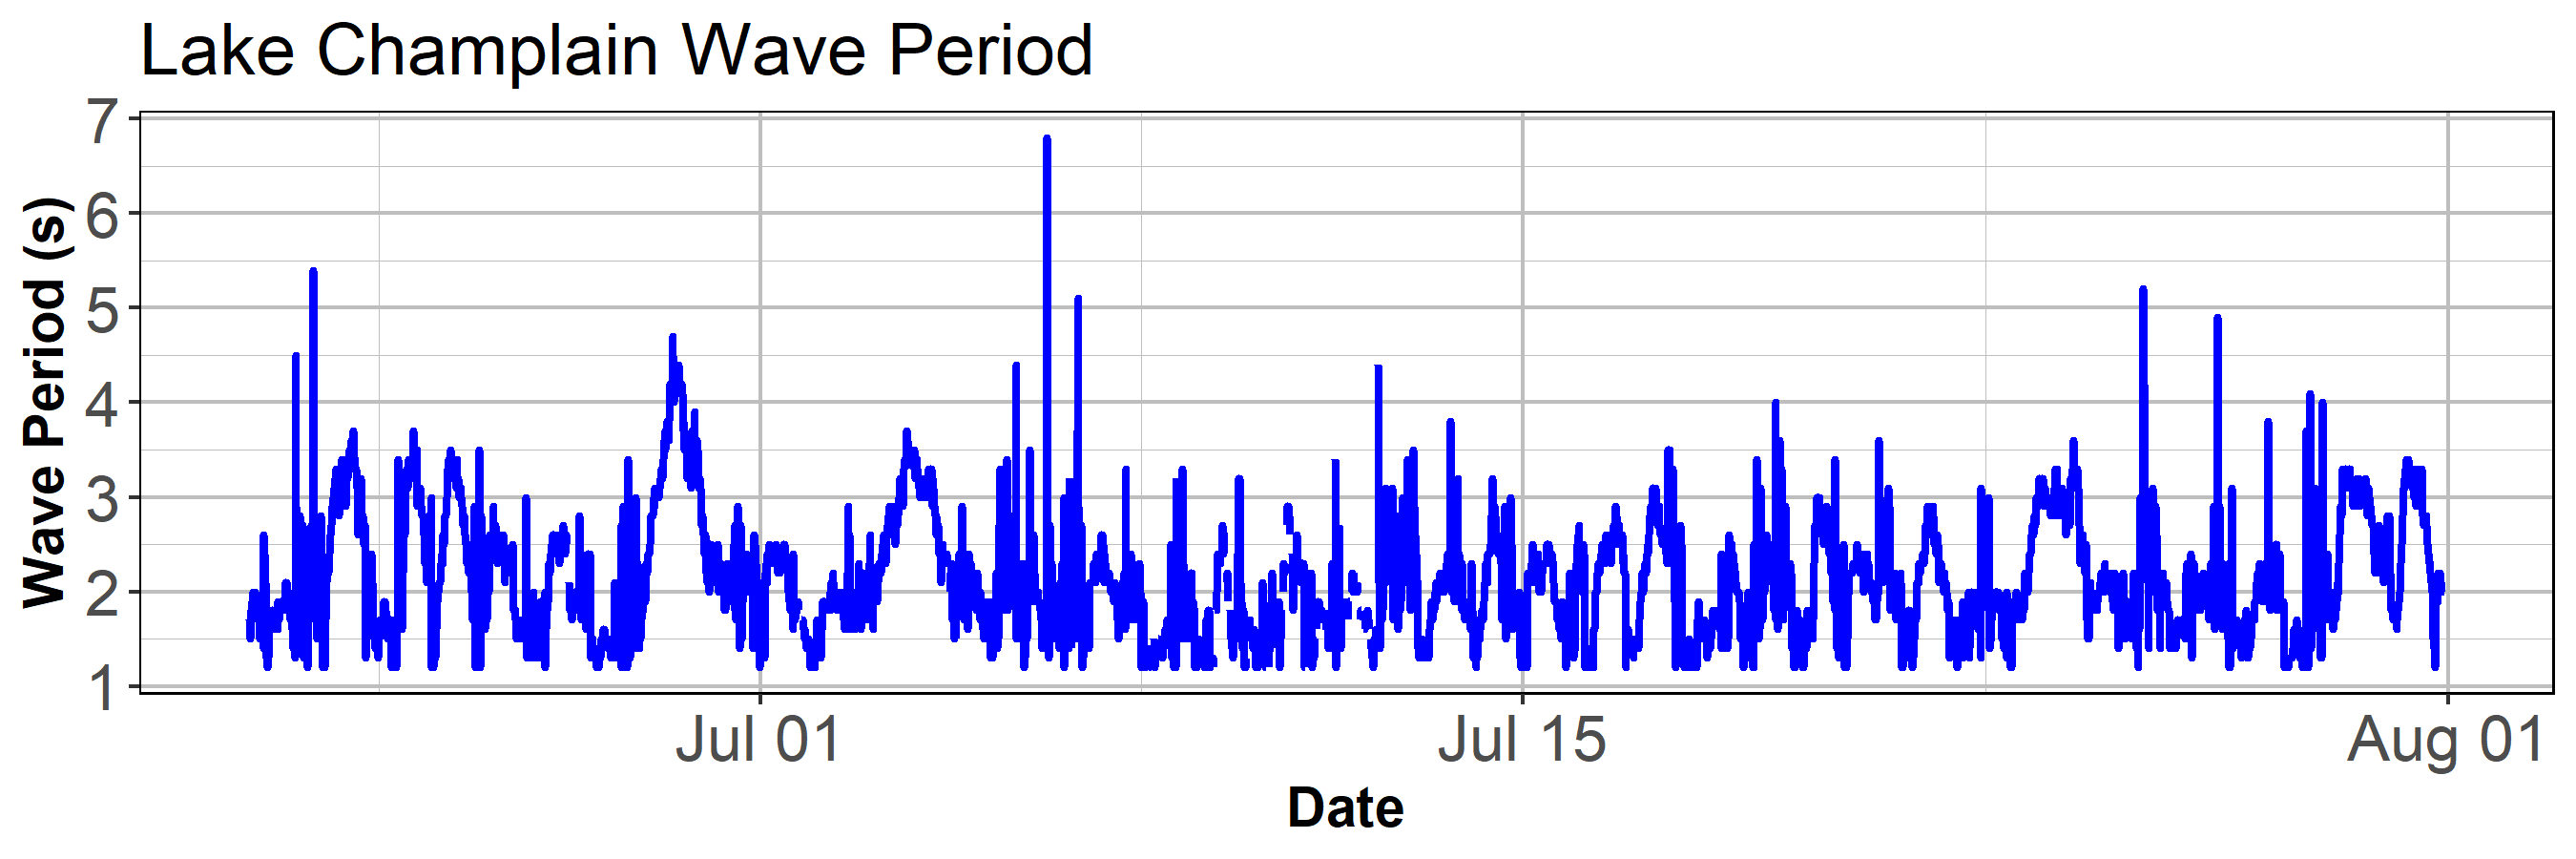 Lake Champlain Wave Period
Wave Period (s)
7
6
5
4
3
2
1
Jul 01
Jul 15
Aug 01
Date